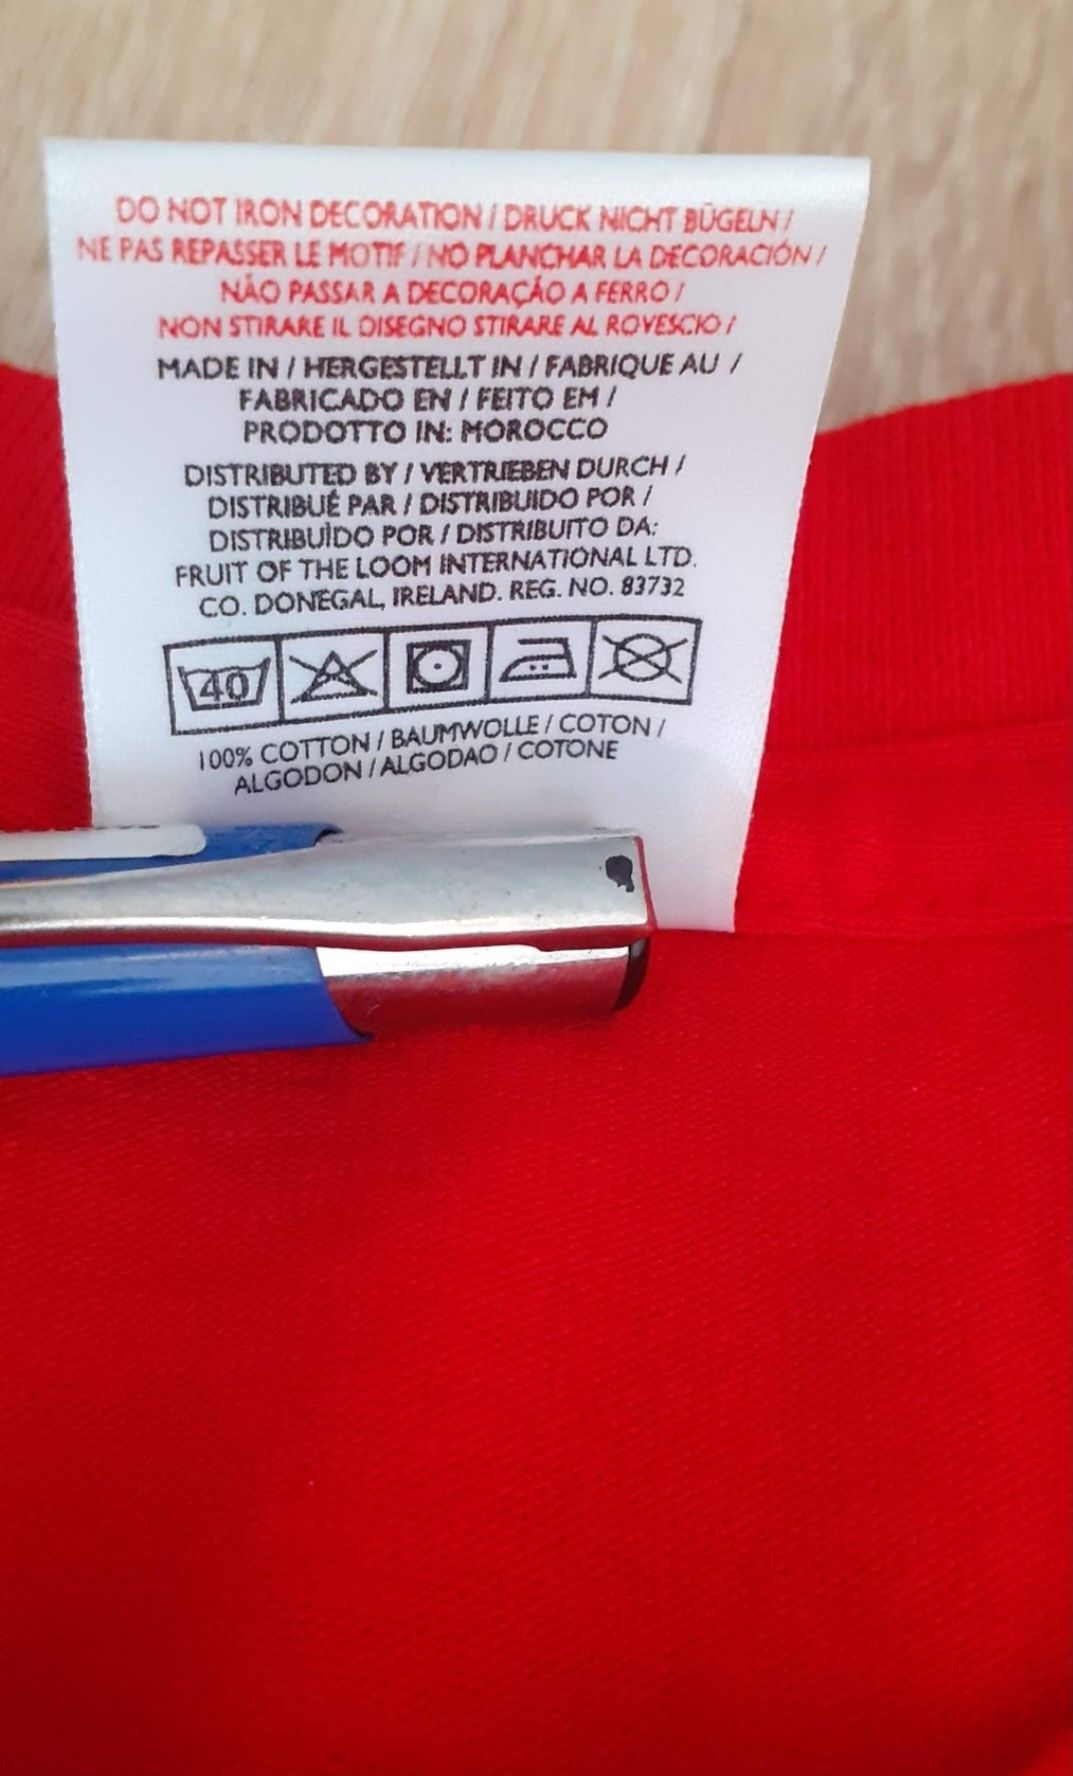 DO NOT IRON DECORATION / DRUCK NICHT BÜGELN /
NE PAS REPASSER LE MOTIF / NO PLANCHAR LA DECORACIÓN /
NÃO PASSAR A DECORAÇÃO A FERRO /
NON STIRARE IL DISEGNO STIRARE AL ROVESCIO /
MADE IN / HERGESTELLT IN / FABRIQUE AU /
FABRICADO EN / FEITO EM /
PRODOTTO IN: MOROCCO
DISTRIBUTED BY / VERTRIEBEN DURCH /
DISTRIBUÉ PAR / DISTRIBUIDO POR /
DISTRIBUÍDO POR / DISTRIBUITO DA:
FRUIT OF THE LOOM INTERNATIONAL LTD.
CO. DONEGAL, IRELAND. REG. NO. 83732
40
100% COTTON / BAUMWOLLE / COTON /
ALGODON / ALGODAO / COTONE